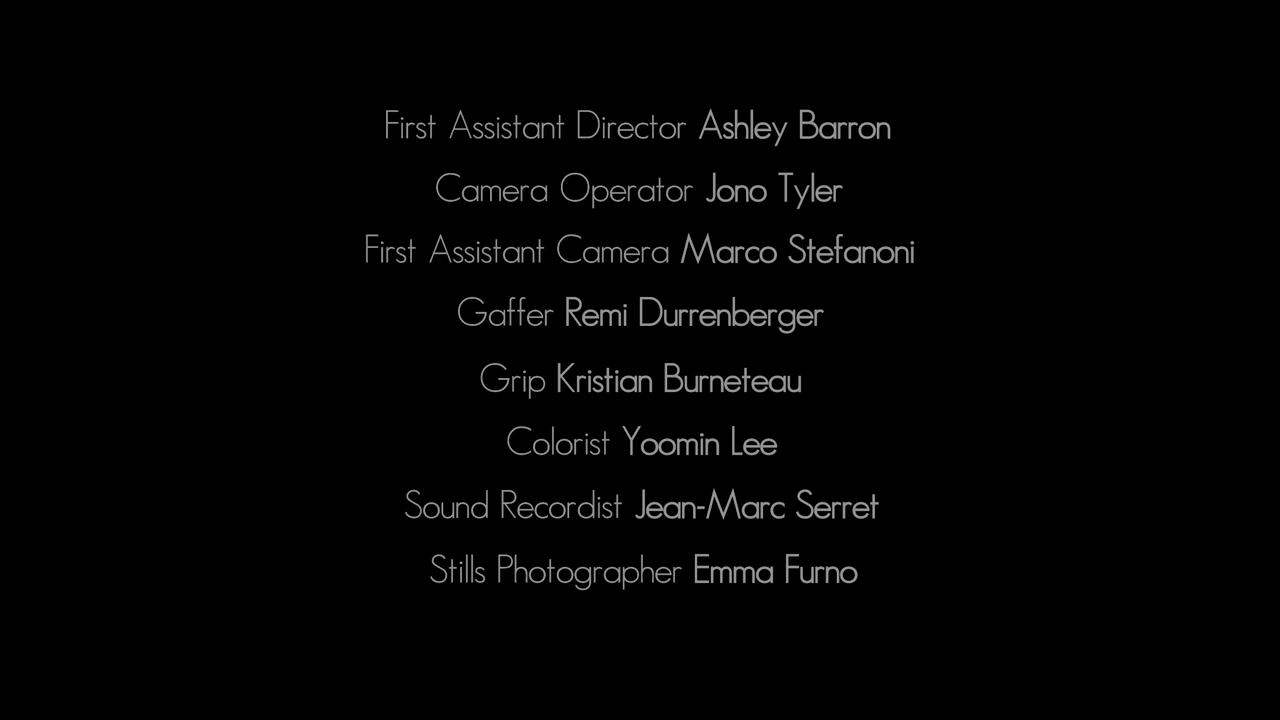 First Assistant Director Ashley Barron
Camera Operator Jono Tyler
First Assistant Camera Marco Stefanoni
Gaffer Remi Durrenberger
Grip Kristian Burneteau
Colorist Yoomin Lee
Sound Recordist Jean-Marc Serret
Stills Photographer Emma Furno